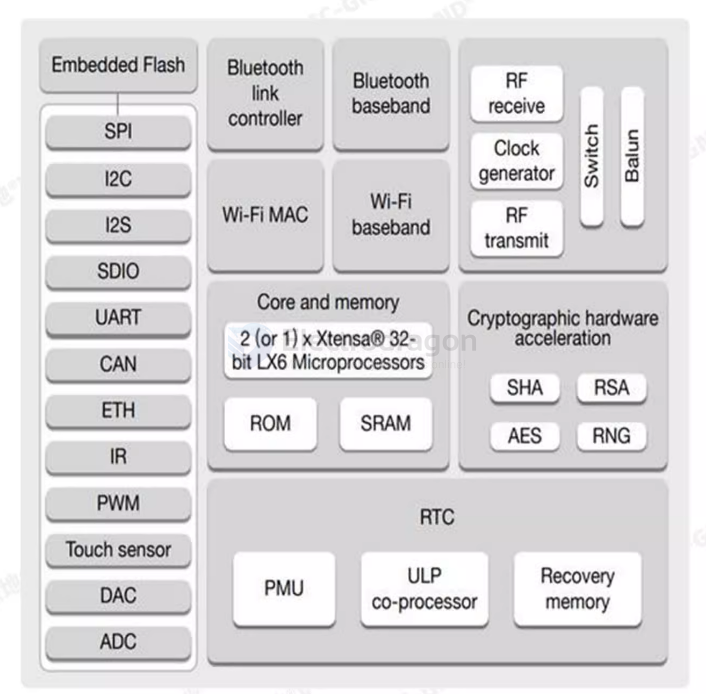 Embedded Flash
SPI
I2C
I2S
SDIO
UART
CAN
ETH
IR
PWM
Touch sensor
DAC
ADC
Bluetooth
link
controller
Bluetooth
baseband
Wi-Fi MAC
Wi-Fi
baseband
RF
receive
Clock
generator
RF
transmit
Switch
Balun
Core and memory
2 (or 1) x Xtensa® 32-
bit LX6 Microprocessors
ROM
SRAM
Cryptographic hardware
acceleration
SHA
RSA
AES
RNG
RTC
PMU
ULP
co-processor
Recovery
memory